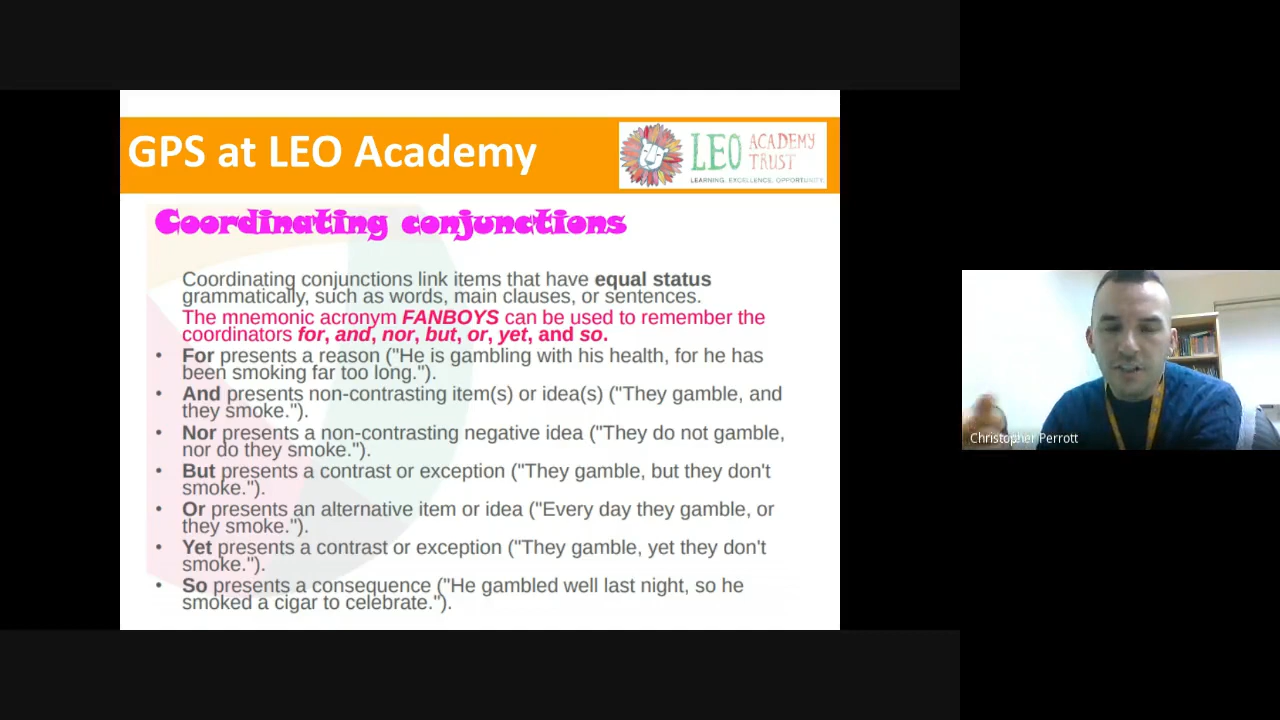 GPS at LEO Academy
LEO ACADEMY TRUST
LEARNING. EXCELLENCE. OPPORTUNITY.
Coordinating conjunctions
Coordinating conjunctions link items that have equal status
grammatically, such as words, main clauses, or sentences.
The mnemonic acronym FANBOYS can be used to remember the
coordinators for, and, nor, but, or, yet, and so.
• For presents a reason ("He is gambling with his health, for he has
been smoking far too long.").
• And presents non-contrasting item(s) or idea(s) ("They gamble, and
they smoke.").
• Nor presents a non-contrasting negative idea ("They do not gamble,
nor do they smoke.").
• But presents a contrast or exception ("They gamble, but they don't
smoke.").
• Or presents an alternative item or idea ("Every day they gamble, or
they smoke.").
• Yet presents a contrast or exception ("They gamble, yet they don't
smoke.").
• So presents a consequence ("He gambled well last night, so he
smoked a cigar to celebrate.").
Christopher Perrott